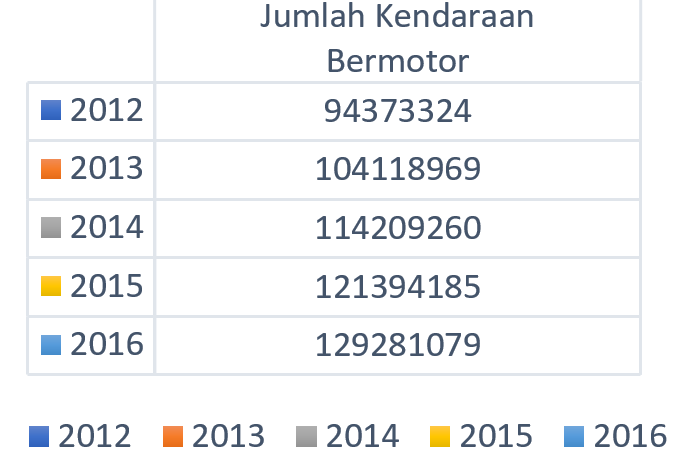 Jumlah Kendaraan
Bermotor
2012 94373324
2013 104118969
2014 114209260
2015 121394185
2016 129281079
2012 2013 2014 2015 2016